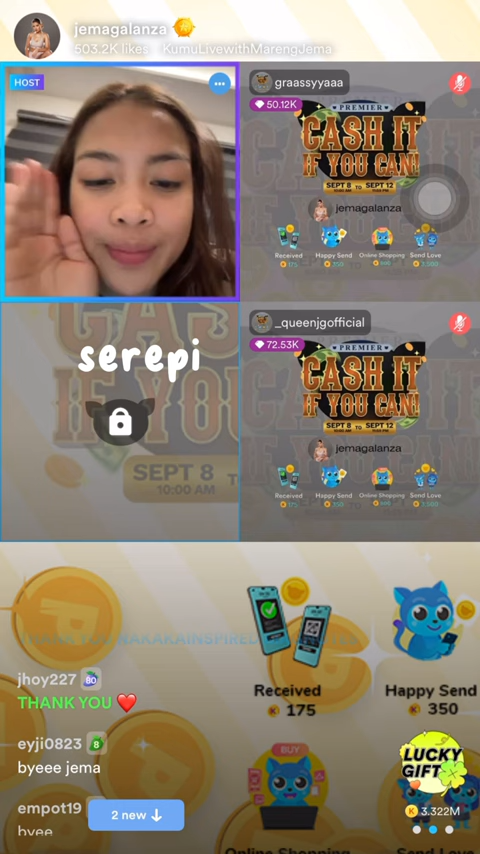 jemagalanza
503.2K likes KumuLivewithMarengJema
HOST
graassyyaaa
50.12K
PREMIER
CASH IT
IF YOU CAN!
SEPT 8 TO SEPT 12
jemagalanza
Received
175
Happy Send
350
Online Shopping
Send Love
serepi
SEPT 8
10:00 AM
_queenjgofficial
72.53K
PREMIER
CASH IT
IF YOU CAN!
SEPT 8 TO SEPT 12
jemagalanza
Received
Happy Send
Online Shopping
Send Love
jhoy227 80
THANK YOU ❤️
eyji0823 8
byeee jema
empot19
byee
2 new ↓
Received
175
Happy Send
350
BUY
LUCKY
GIFT
3.322M